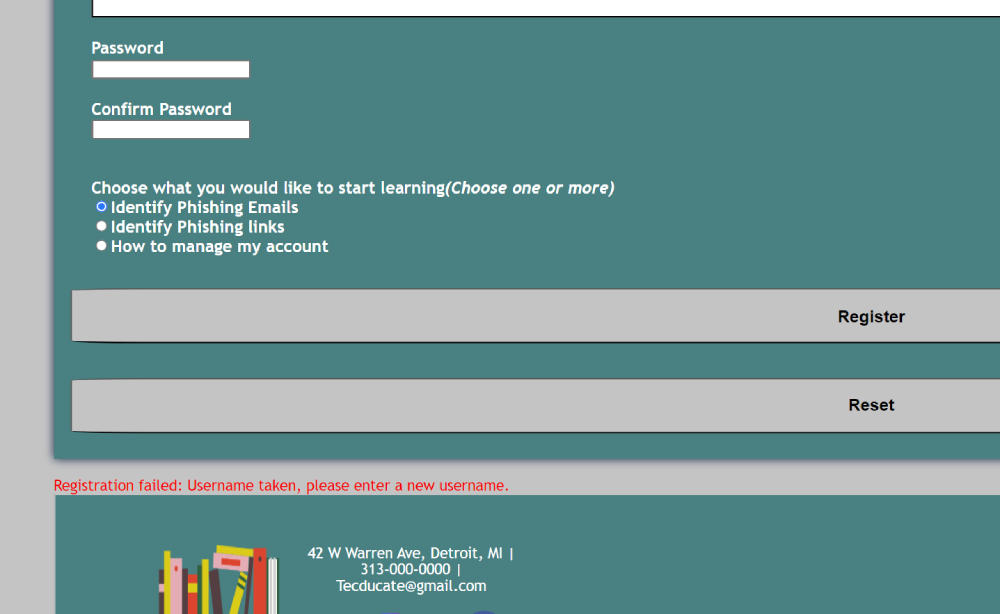 Password
Confirm Password
Choose what you would like to start learning(Choose one or more)
Identify Phishing Emails
Identify Phishing links
How to manage my account
Register
Reset
Registration failed: Username taken, please enter a new username.
42 W Warren Ave, Detroit, MI |
313-000-0000 |
Tecducate@gmail.com